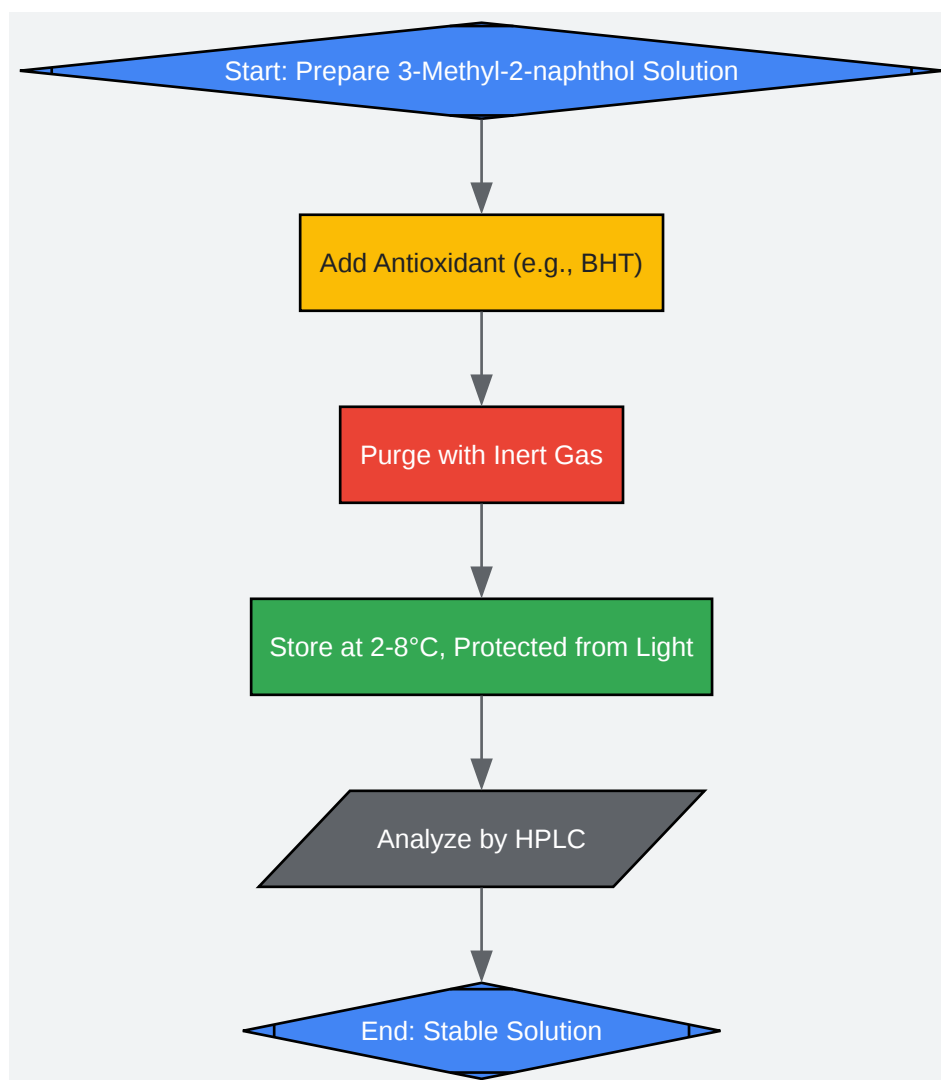 Start: Prepare 3-Methyl-2-naphthol Solution
Add Antioxidant (e.g., BHT)
Purge with Inert Gas
Store at 2-8°C, Protected from Light
Analyze by HPLC
End: Stable Solution